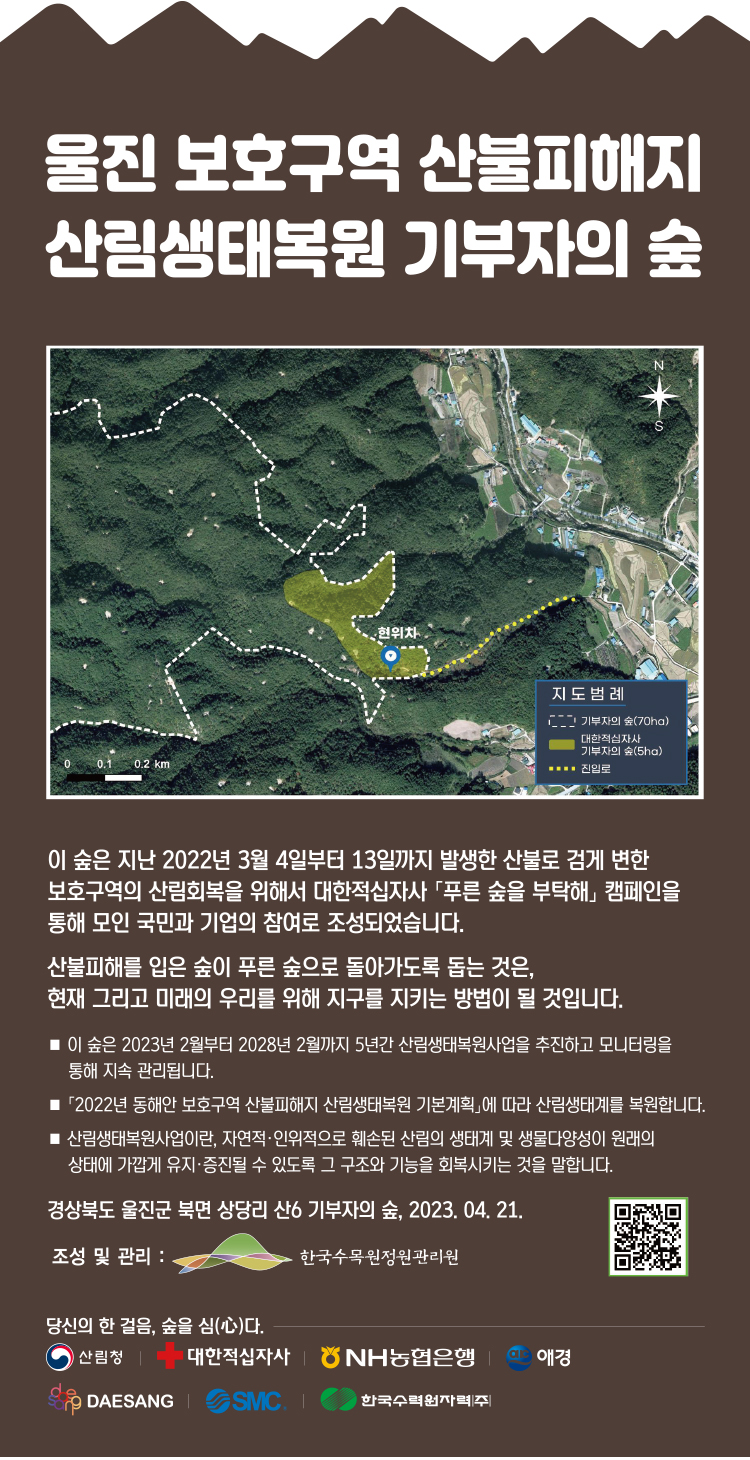 울진 보호구역 산불피해지
산림생태복원 기부자의 숲
N
S
현위치
지도범례
기부자의 숲(70ha)
대한적십자사
기부자의 숲(5ha)
진입로
0 0.1 0.2 km
이 숲은 지난 2022년 3월 4일부터 13일까지 발생한 산불로 검게 변한
보호구역의 산림회복을 위해서 대한적십자사 「푸른 숲을 부탁해」 캠페인을
통해 모인 국민과 기업의 참여로 조성되었습니다.
산불피해를 입은 숲이 푸른 숲으로 돌아가도록 돕는 것은,
현재 그리고 미래의 우리를 위해 지구를 지키는 방법이 될 것입니다.
■ 이 숲은 2023년 2월부터 2028년 2월까지 5년간 산림생태복원사업을 추진하고 모니터링을
통해 지속 관리됩니다.
■ 「2022년 동해안 보호구역 산불피해지 산림생태복원 기본계획」에 따라 산림생태계를 복원합니다.
■ 산림생태복원사업이란, 자연적·인위적으로 훼손된 산림의 생태계 및 생물다양성이 원래의
상태에 가깝게 유지·증진될 수 있도록 그 구조와 기능을 회복시키는 것을 말합니다.
경상북도 울진군 북면 상당리 산6 기부자의 숲, 2023. 04. 21.
조성 및 관리 : 한국수목원정원관리원
당신의 한 걸음, 숲을 심(心)다.
산림청 대한적십자사 NH농협은행 애경
daesang DAESANG SMC. 한국수력원자력(주)